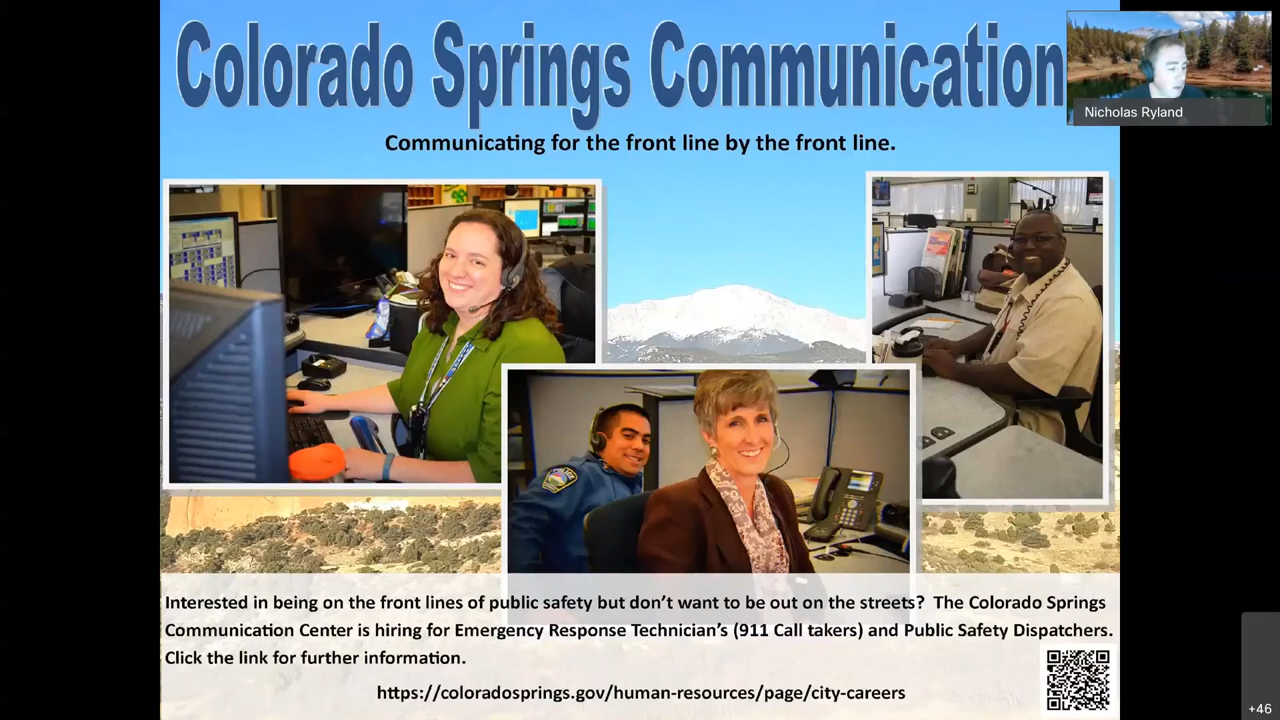 Colorado Springs Communication
Nicholas Ryland
Communicating for the front line by the front line.
POLICE
Interested in being on the front lines of public safety but don't want to be out on the streets?  The Colorado Springs
Communication Center is hiring for Emergency Response Technician's (911 Call takers) and Public Safety Dispatchers.
Click the link for further information.
https://coloradosprings.gov/human-resources/page/city-careers
+46